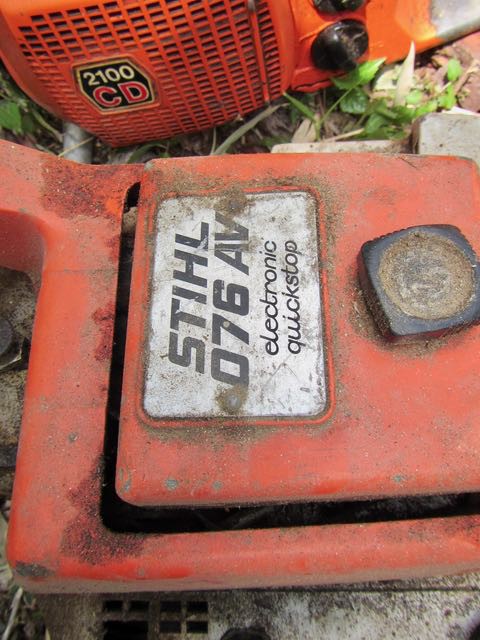 2100
CD
STIHL
076 AV
electronic
quickstop